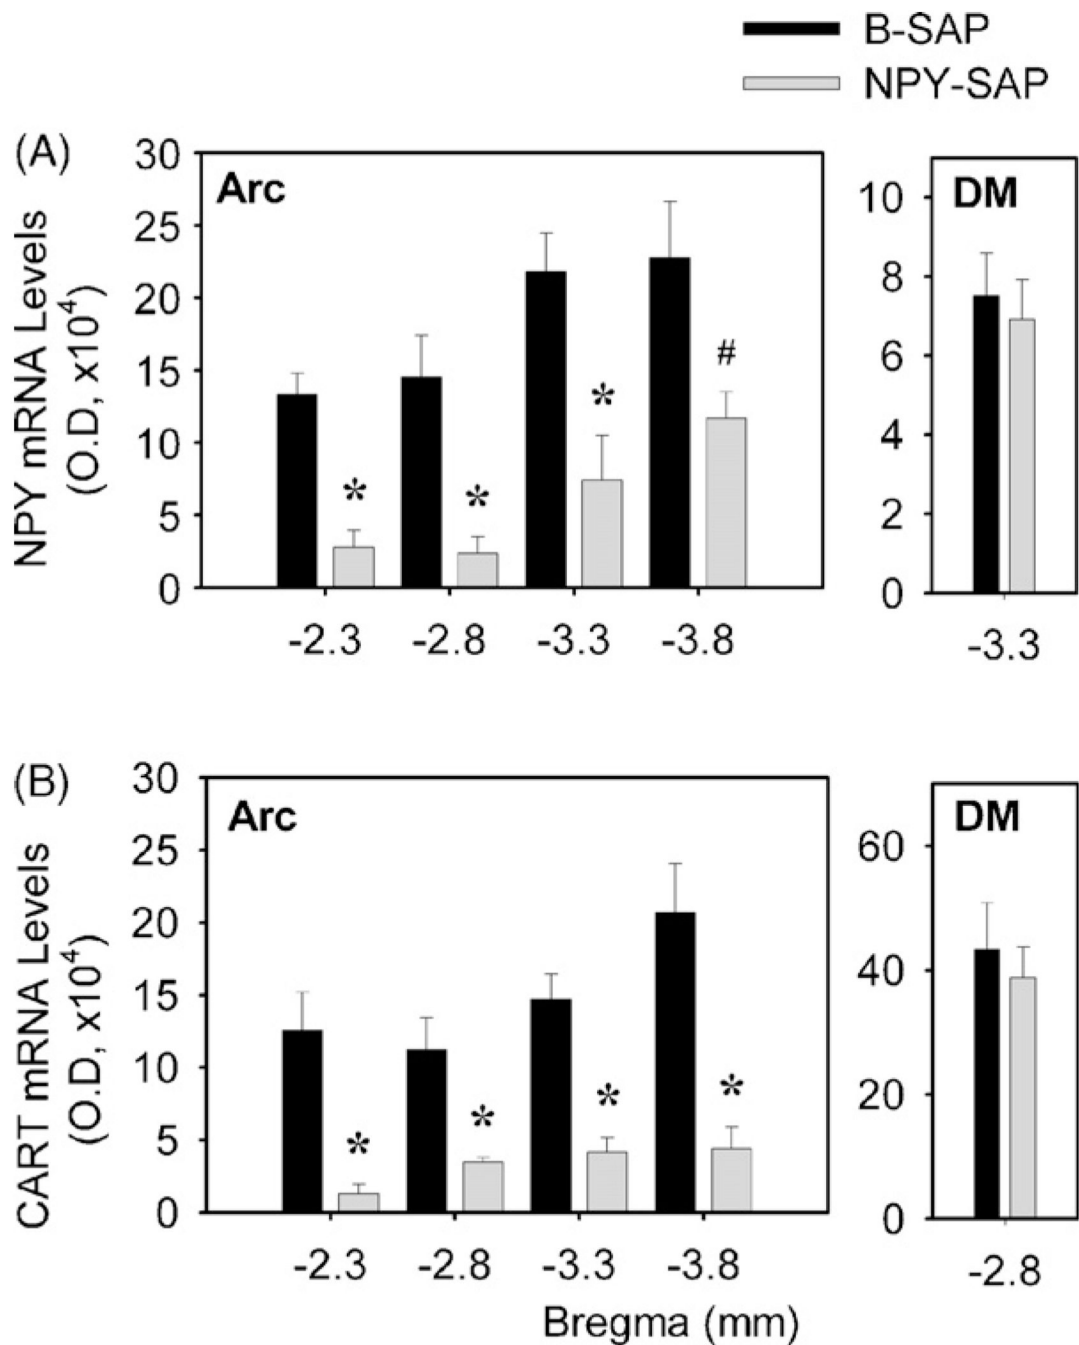 B-SAP
NPY-SAP
(A)
NPY mRNA Levels
(O.D, x10⁴)
Arc
30
25
20
15
10
5
0
*
*
*
#
-2.3 -2.8 -3.3 -3.8
DM
10
8
6
4
2
0
-3.3
(B)
CART mRNA Levels
(O.D, x10⁴)
Arc
30
25
20
15
10
5
0
*
*
*
*
-2.3 -2.8 -3.3 -3.8
DM
60
40
20
0
-2.8
Bregma (mm)